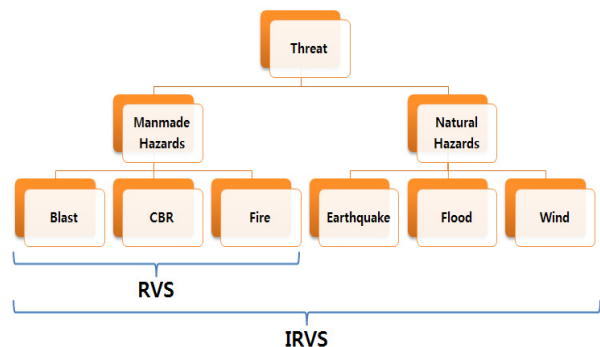 Threat
Manmade
Hazards
Natural
Hazards
Blast
CBR
Fire
Earthquake
Flood
Wind
RVS
IRVS